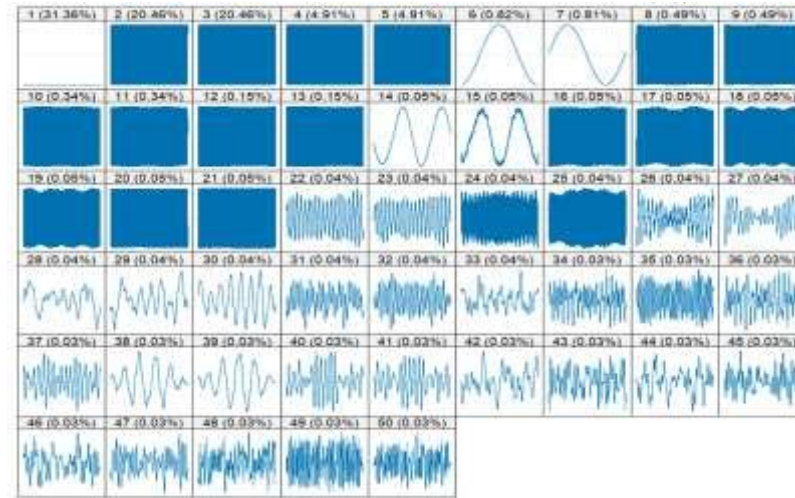 1 (31.36%) 2 (20.46%) 3 (20.46%) 4 (4.91%) 5 (4.91%) 6 (0.82%) 7 (0.81%) 8 (0.49%) 9 (0.49%)
10 (0.34%) 11 (0.34%) 12 (0.15%) 13 (0.15%) 14 (0.05%) 15 (0.05%) 16 (0.05%) 17 (0.05%) 18 (0.05%)
19 (0.05%) 20 (0.05%) 21 (0.05%) 22 (0.04%) 23 (0.04%) 24 (0.04%) 25 (0.04%) 26 (0.04%) 27 (0.04%)
28 (0.04%) 29 (0.04%) 30 (0.04%) 31 (0.04%) 32 (0.04%) 33 (0.04%) 34 (0.03%) 35 (0.03%) 36 (0.03%)
37 (0.03%) 38 (0.03%) 39 (0.03%) 40 (0.03%) 41 (0.03%) 42 (0.03%) 43 (0.03%) 44 (0.03%) 45 (0.03%)
46 (0.03%) 47 (0.03%) 48 (0.03%) 49 (0.03%) 50 (0.03%)